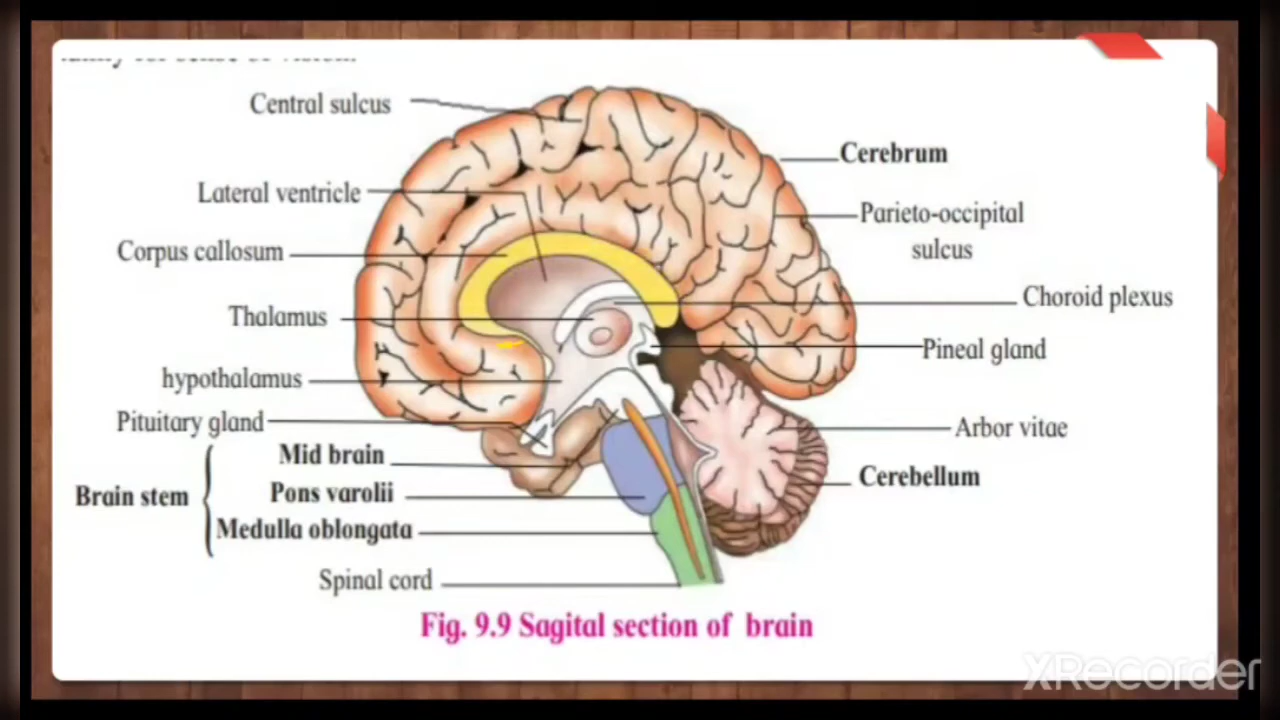 Central sulcus
Cerebrum
Lateral ventricle
Parieto-occipital
sulcus
Corpus callosum
Choroid plexus
Thalamus
Pineal gland
hypothalamus
Pituitary gland
Arbor vitae
Mid brain
Cerebellum
Brain stem
Pons varolii
Medulla oblongata
Spinal cord
Fig. 9.9 Sagital section of brain
XRecorder